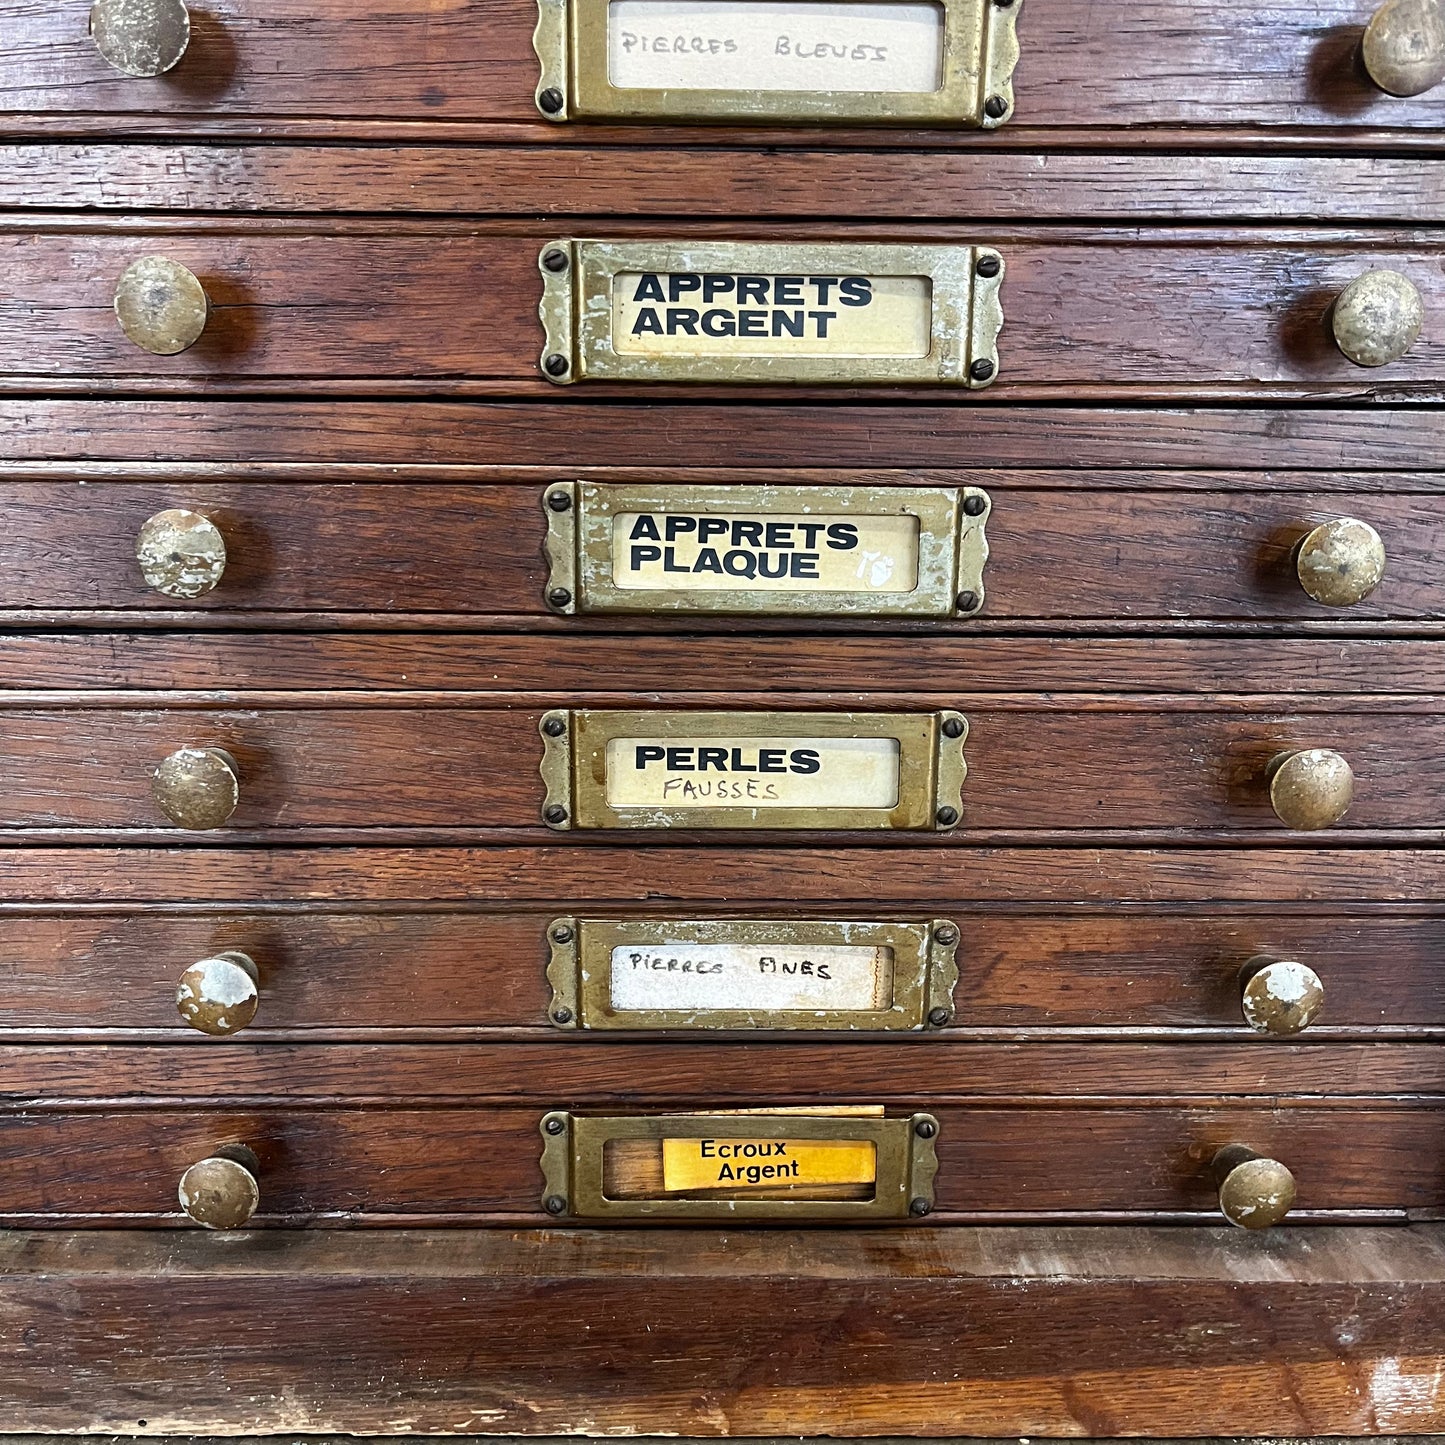 PIERRES BLEUES
APPRETS
ARGENT
APPRETS
PLAQUE
PERLES
FAUSSES
PIERRES FINES
Ecroux
Argent